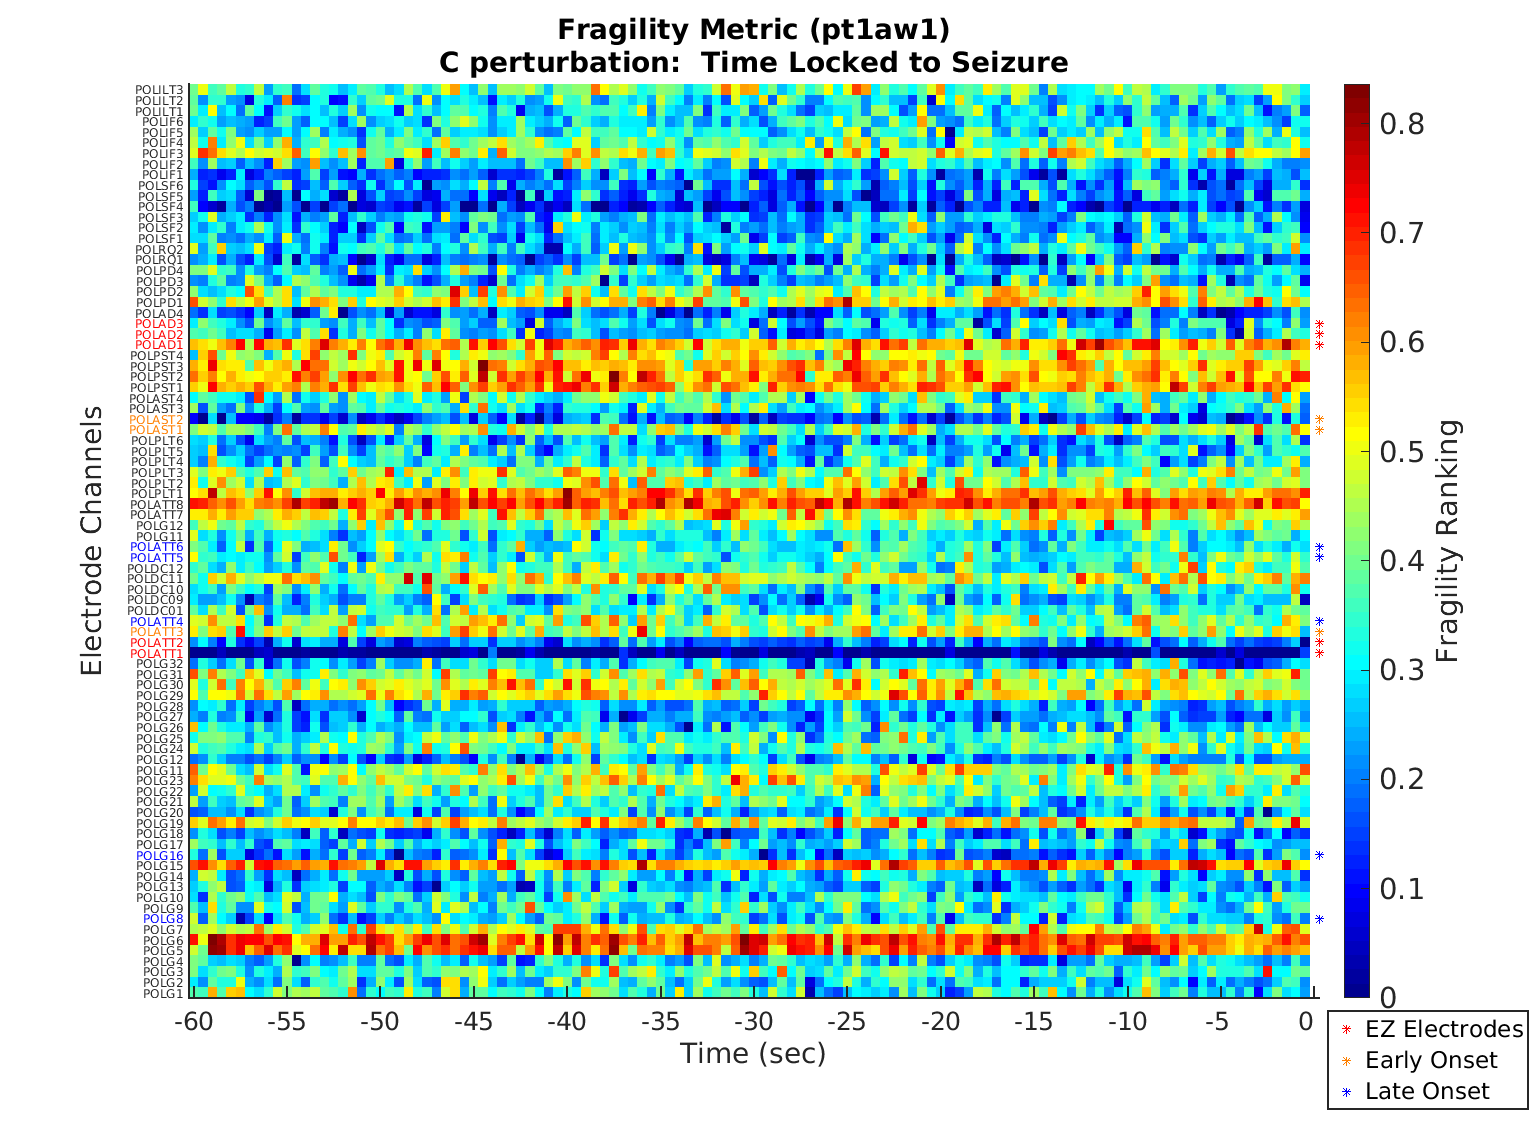 Fragility Metric (pt1aw1)
C perturbation:  Time Locked to Seizure
Electrode Channels
POLILT3
POLILT2
POLILT1
POLIF6
POLIF5
POLIF4
POLIF3
POLIF2
POLIF1
POLSF6
POLSF5
POLSF4
POLSF3
POLSF2
POLSF1
POLRQ2
POLRQ1
POLPD4
POLPD3
POLPD2
POLPD1
POLAD4
POLAD3
POLAD2
POLAD1
POLPST4
POLPST3
POLPST2
POLPST1
POLAST4
POLAST3
POLAST2
POLAST1
POLPLT6
POLPLT5
POLPLT4
POLPLT3
POLPLT2
POLPLT1
POLATT8
POLATT7
POLG12
POLG11
POLATT6
POLATT5
POLDC12
POLDC11
POLDC10
POLDC09
POLDC01
POLATT4
POLATT3
POLATT2
POLATT1
POLG32
POLG31
POLG30
POLG29
POLG28
POLG27
POLG26
POLG25
POLG24
POLG12
POLG11
POLG23
POLG22
POLG21
POLG20
POLG19
POLG18
POLG17
POLG16
POLG15
POLG14
POLG13
POLG10
POLG9
POLG8
POLG7
POLG6
POLG5
POLG4
POLG3
POLG2
POLG1
-60 -55 -50 -45 -40 -35 -30 -25 -20 -15 -10 -5 0
Time (sec)
0.8
0.7
0.6
0.5
0.4
0.3
0.2
0.1
0
Fragility Ranking
EZ Electrodes
Early Onset
Late Onset